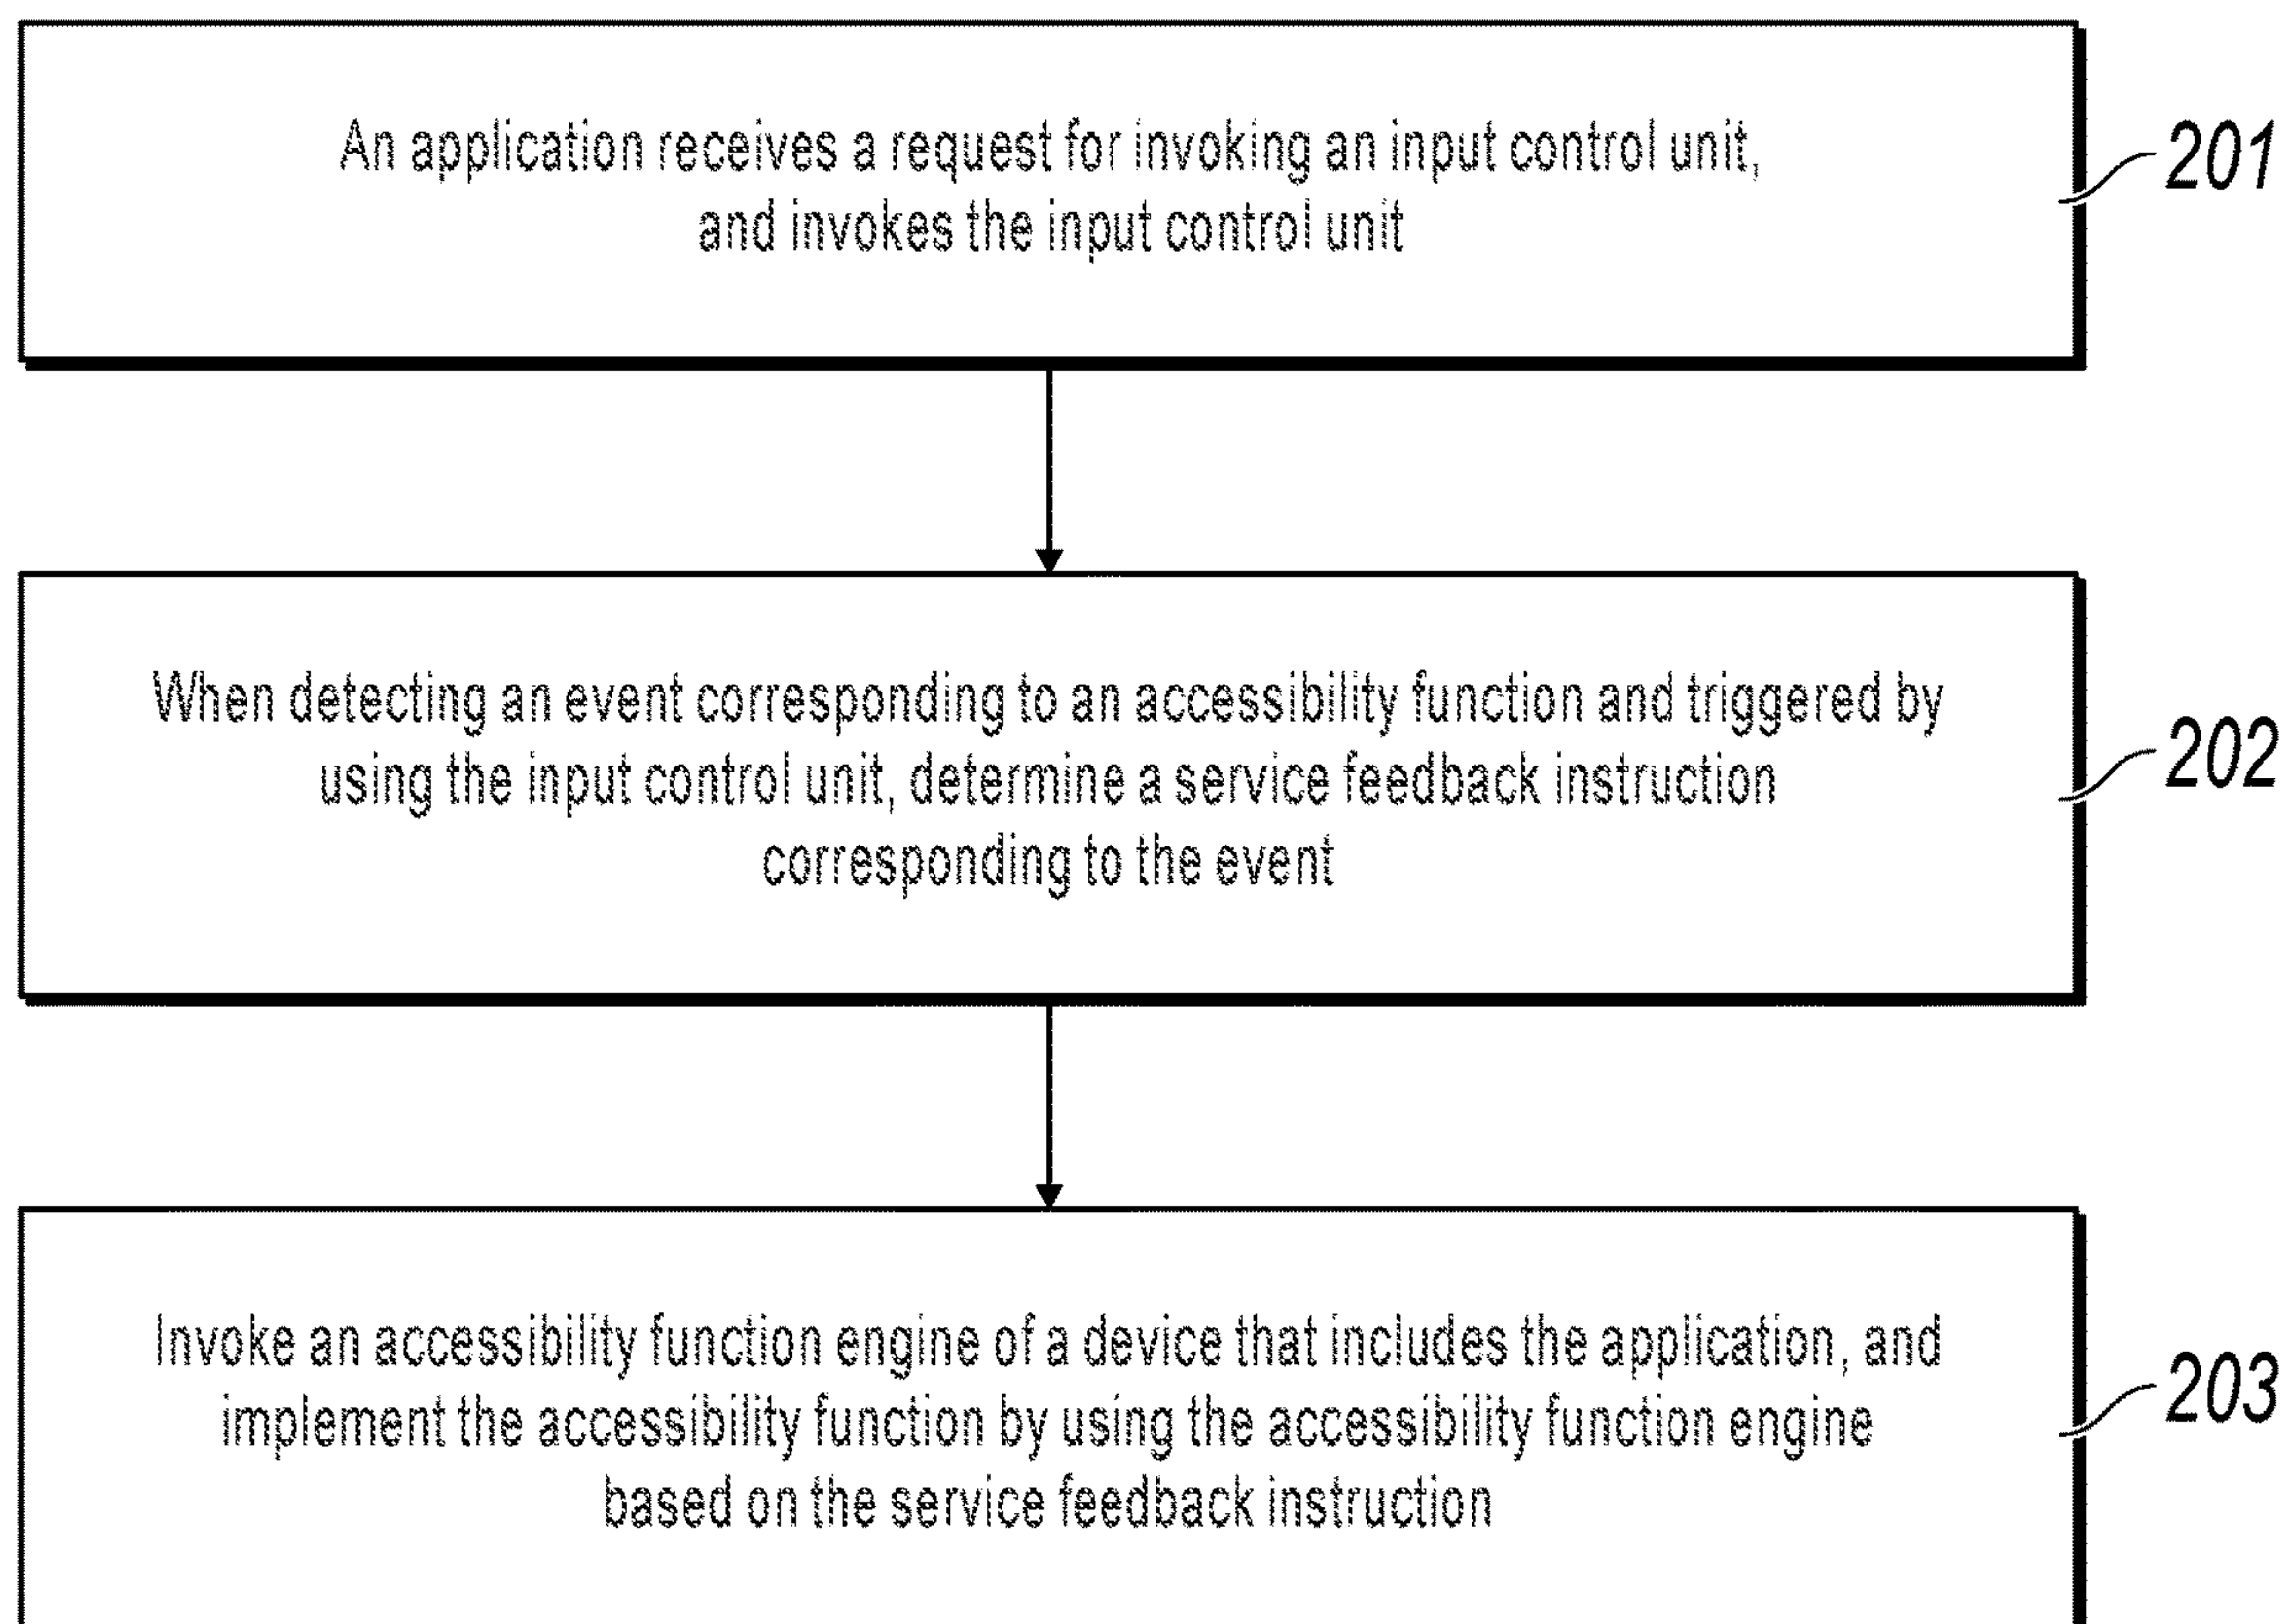 An application receives a request for invoking an input control unit,
and invokes the input control unit
201
When detecting an event corresponding to an accessibility function and triggered by
using the input control unit, determine a service feedback instruction
corresponding to the event
202
Invoke an accessibility function engine of a device that includes the application, and
implement the accessibility function by using the accessibility function engine
based on the service feedback instruction
203